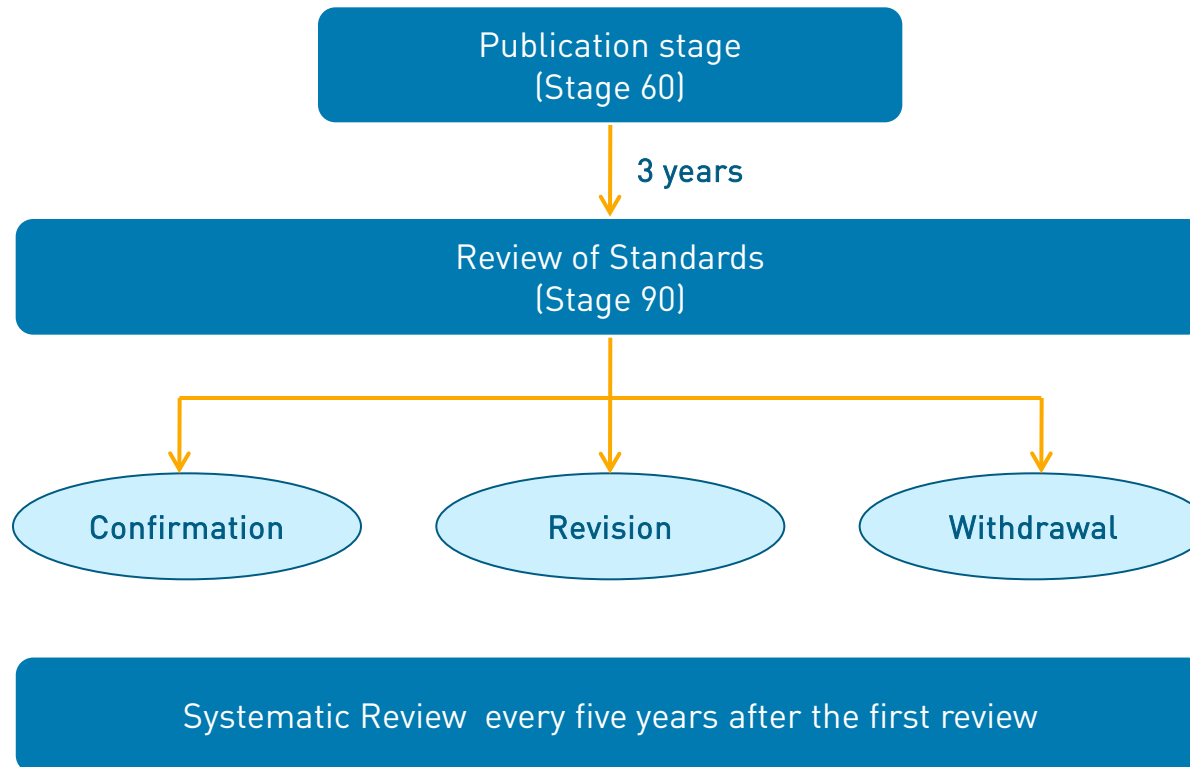 Publication stage
(Stage 60)
3 years
Review of Standards
(Stage 90)
Confirmation
Revision
Withdrawal
Systematic Review  every five years after the first review